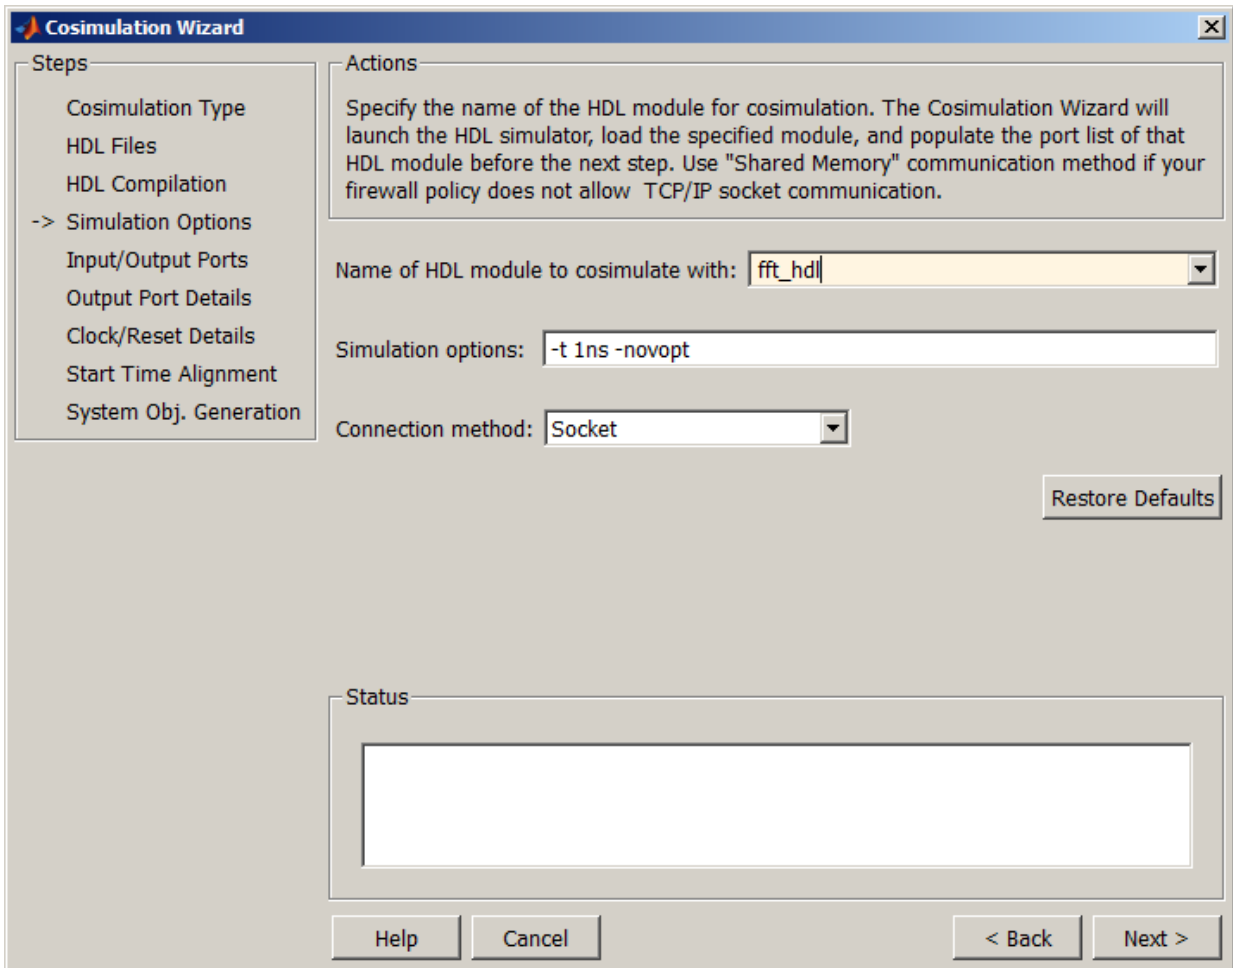 Cosimulation Wizard
Steps
Cosimulation Type
HDL Files
HDL Compilation
-> Simulation Options
Input/Output Ports
Output Port Details
Clock/Reset Details
Start Time Alignment
System Obj. Generation
Actions
Specify the name of the HDL module for cosimulation. The Cosimulation Wizard will
launch the HDL simulator, load the specified module, and populate the port list of that
HDL module before the next step. Use "Shared Memory" communication method if your
firewall policy does not allow  TCP/IP socket communication.
Name of HDL module to cosimulate with: fft_hdl
Simulation options: -t 1ns -novopt
Connection method: Socket
Restore Defaults
Status
Help Cancel < Back Next >